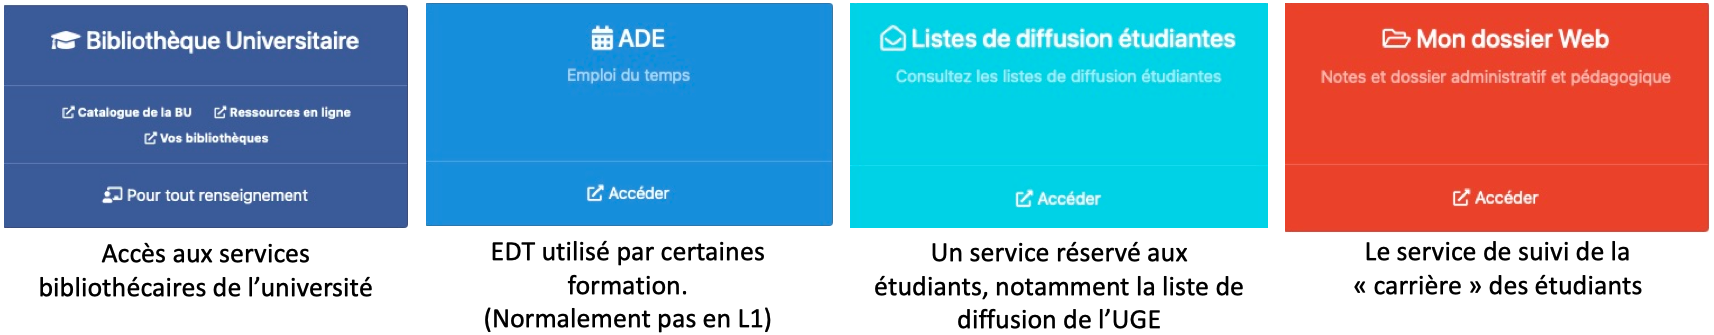 Bibliothèque Universitaire
Catalogue de la BU
Ressources en ligne
Vos bibliothèques
Pour tout renseignement
Accès aux services
bibliothécaires de l’université
ADE
Emploi du temps
Accéder
EDT utilisé par certaines
formation.
(Normalement pas en L1)
Listes de diffusion étudiantes
Consultez les listes de diffusion étudiantes
Accéder
Un service réservé aux
étudiants, notamment la liste de
diffusion de l’UGE
Mon dossier Web
Notes et dossier administratif et pédagogique
Accéder
Le service de suivi de la
« carrière » des étudiants